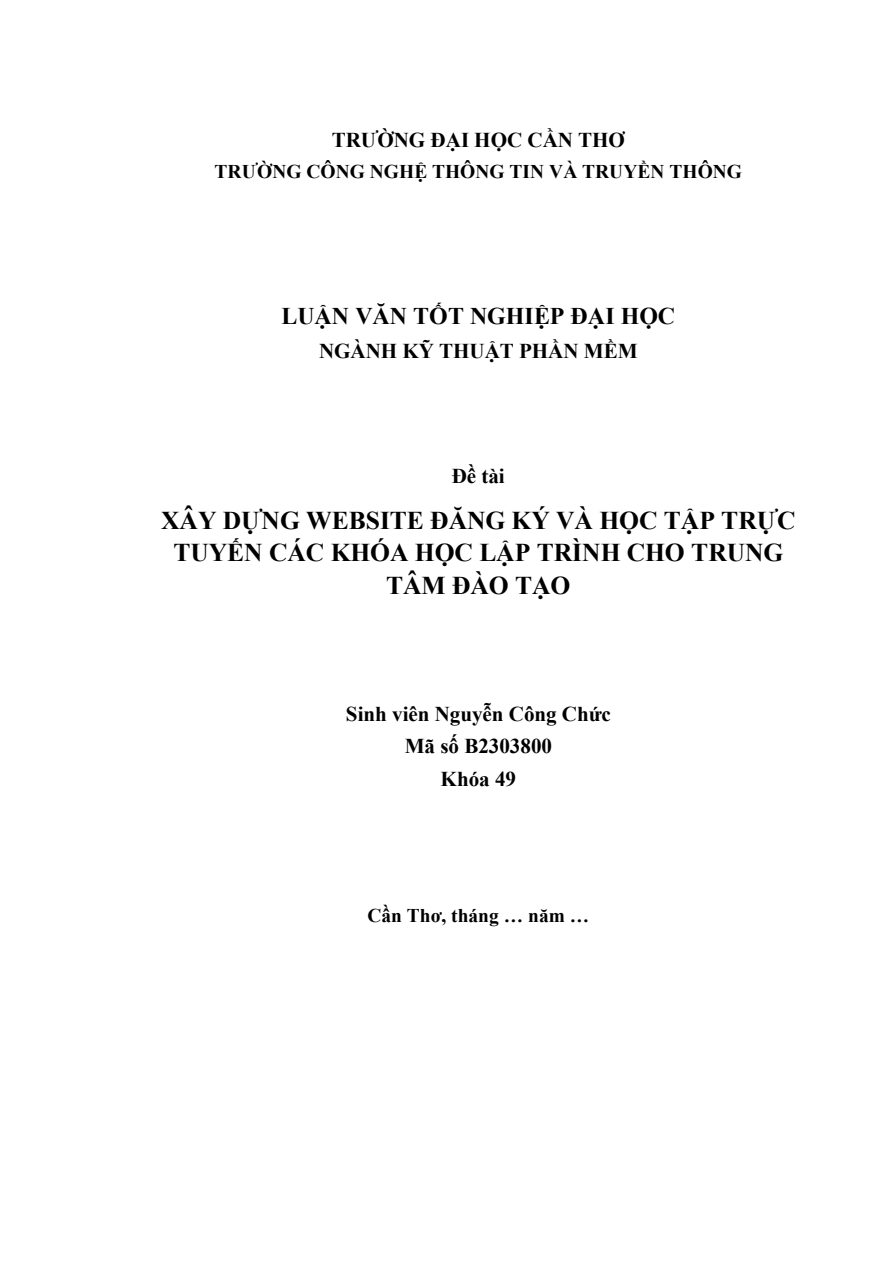 TRƯỜNG ĐẠI HỌC CẦN THƠ
TRƯỜNG CÔNG NGHỆ THÔNG TIN VÀ TRUYỀN THÔNG
LUẬN VĂN TỐT NGHIỆP ĐẠI HỌC
NGÀNH KỸ THUẬT PHẦN MỀM
Đề tài
XÂY DỰNG WEBSITE ĐĂNG KÝ VÀ HỌC TẬP TRỰC
TUYẾN CÁC KHÓA HỌC LẬP TRÌNH CHO TRUNG
TÂM ĐÀO TẠO
Sinh viên Nguyễn Công Chức
Mã số B2303800
Khóa 49
Cần Thơ, tháng … năm …